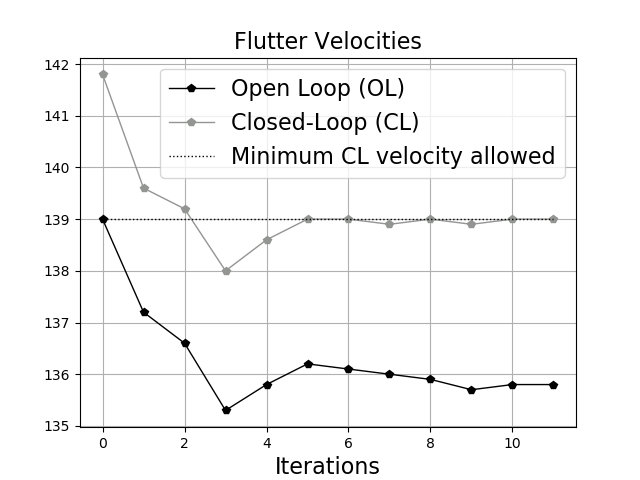 Flutter Velocities
Open Loop (OL)
Closed-Loop (CL)
Minimum CL velocity allowed
142
141
140
139
138
137
136
135
0 2 4 6 8 10
Iterations